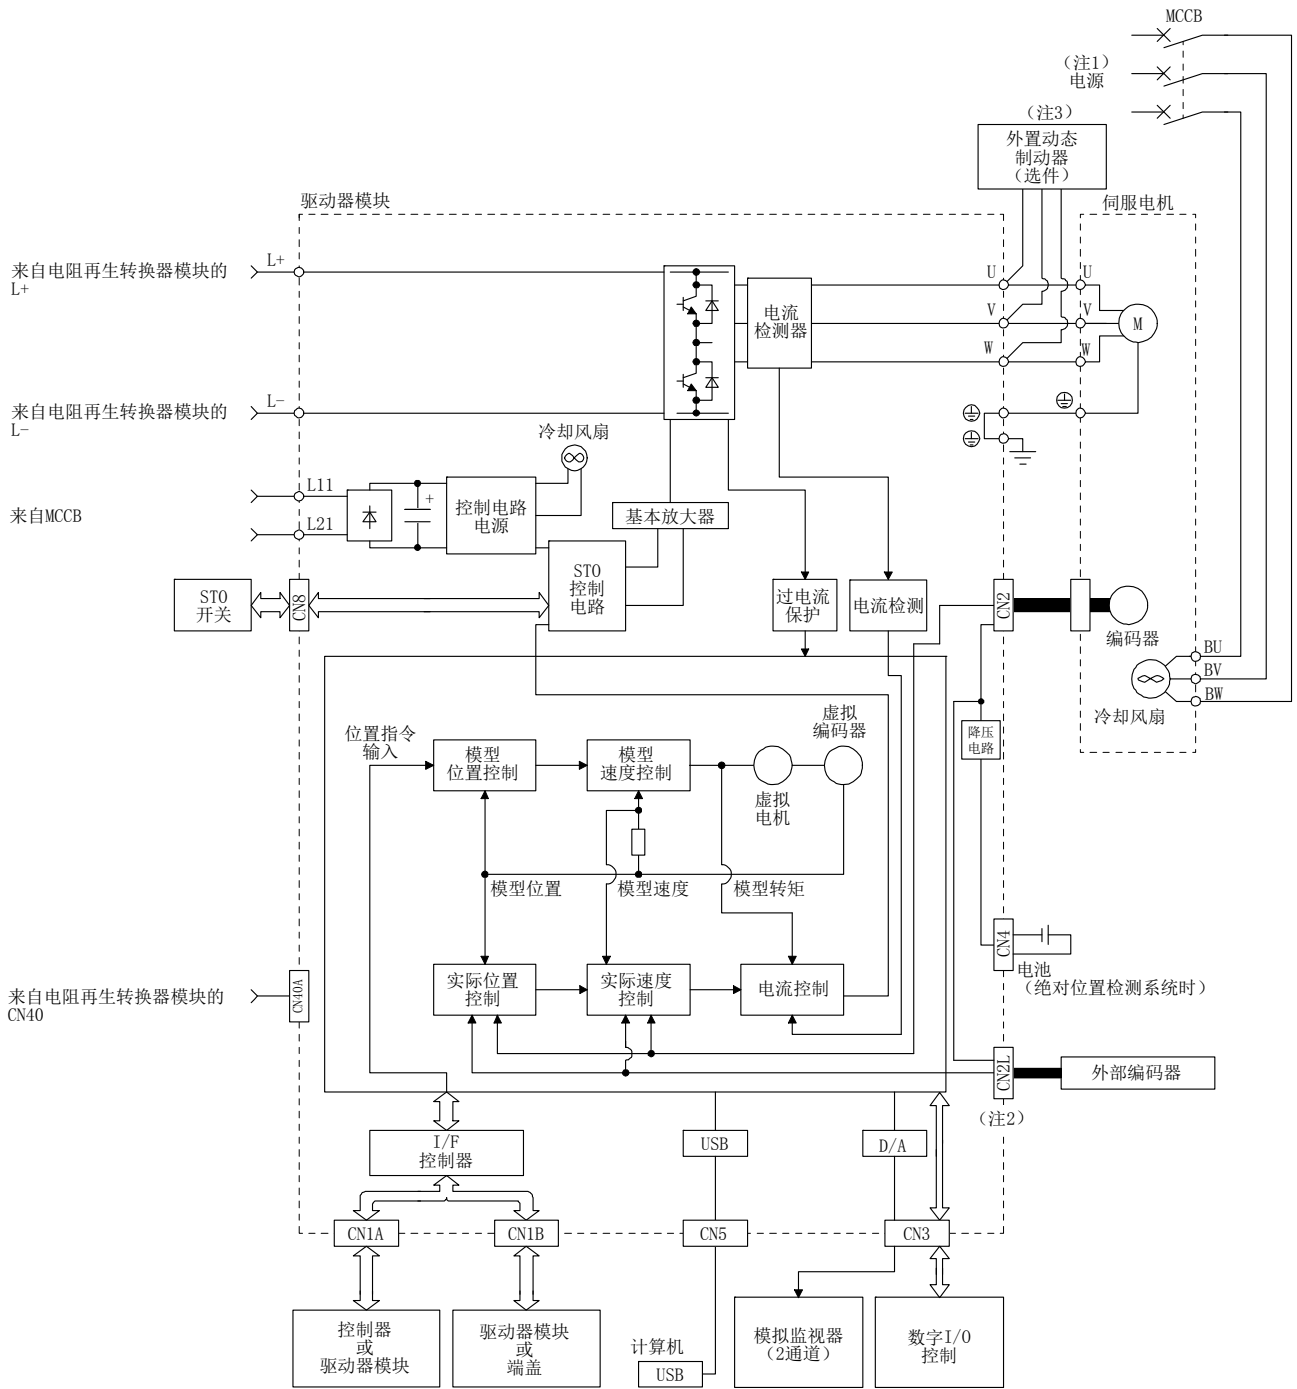 MCCB
（注1）
电源
（注3）
外置动态
制动器
（选件）
驱动器模块
伺服电机
来自电阻再生转换器模块的
L+
L+
电流
检测器
U
V
W
U
V
W
M
来自电阻再生转换器模块的
L-
L-
冷却风扇
来自MCCB
L11
L21
+
控制电路
电源
基本放大器
STO
开关
CN8
STO
控制
电路
过电流
保护
电流检测
CN2
编码器
BU
BV
BW
冷却风扇
降压
电路
位置指令
输入
模型
位置控制
模型
速度控制
虚拟
电机
虚拟
编码器
模型位置
模型速度
模型转矩
CN4
电池
（绝对位置检测系统时）
来自电阻再生转换器模块的
CN40
CN40A
实际位置
控制
实际速度
控制
电流控制
CN2L
外部编码器
（注2）
I/F
控制器
USB
D/A
CN1A
CN1B
CN5
CN3
控制器
或
驱动器模块
驱动器模块
或
端盖
计算机
USB
模拟监视器
（2通道）
数字I/O
控制